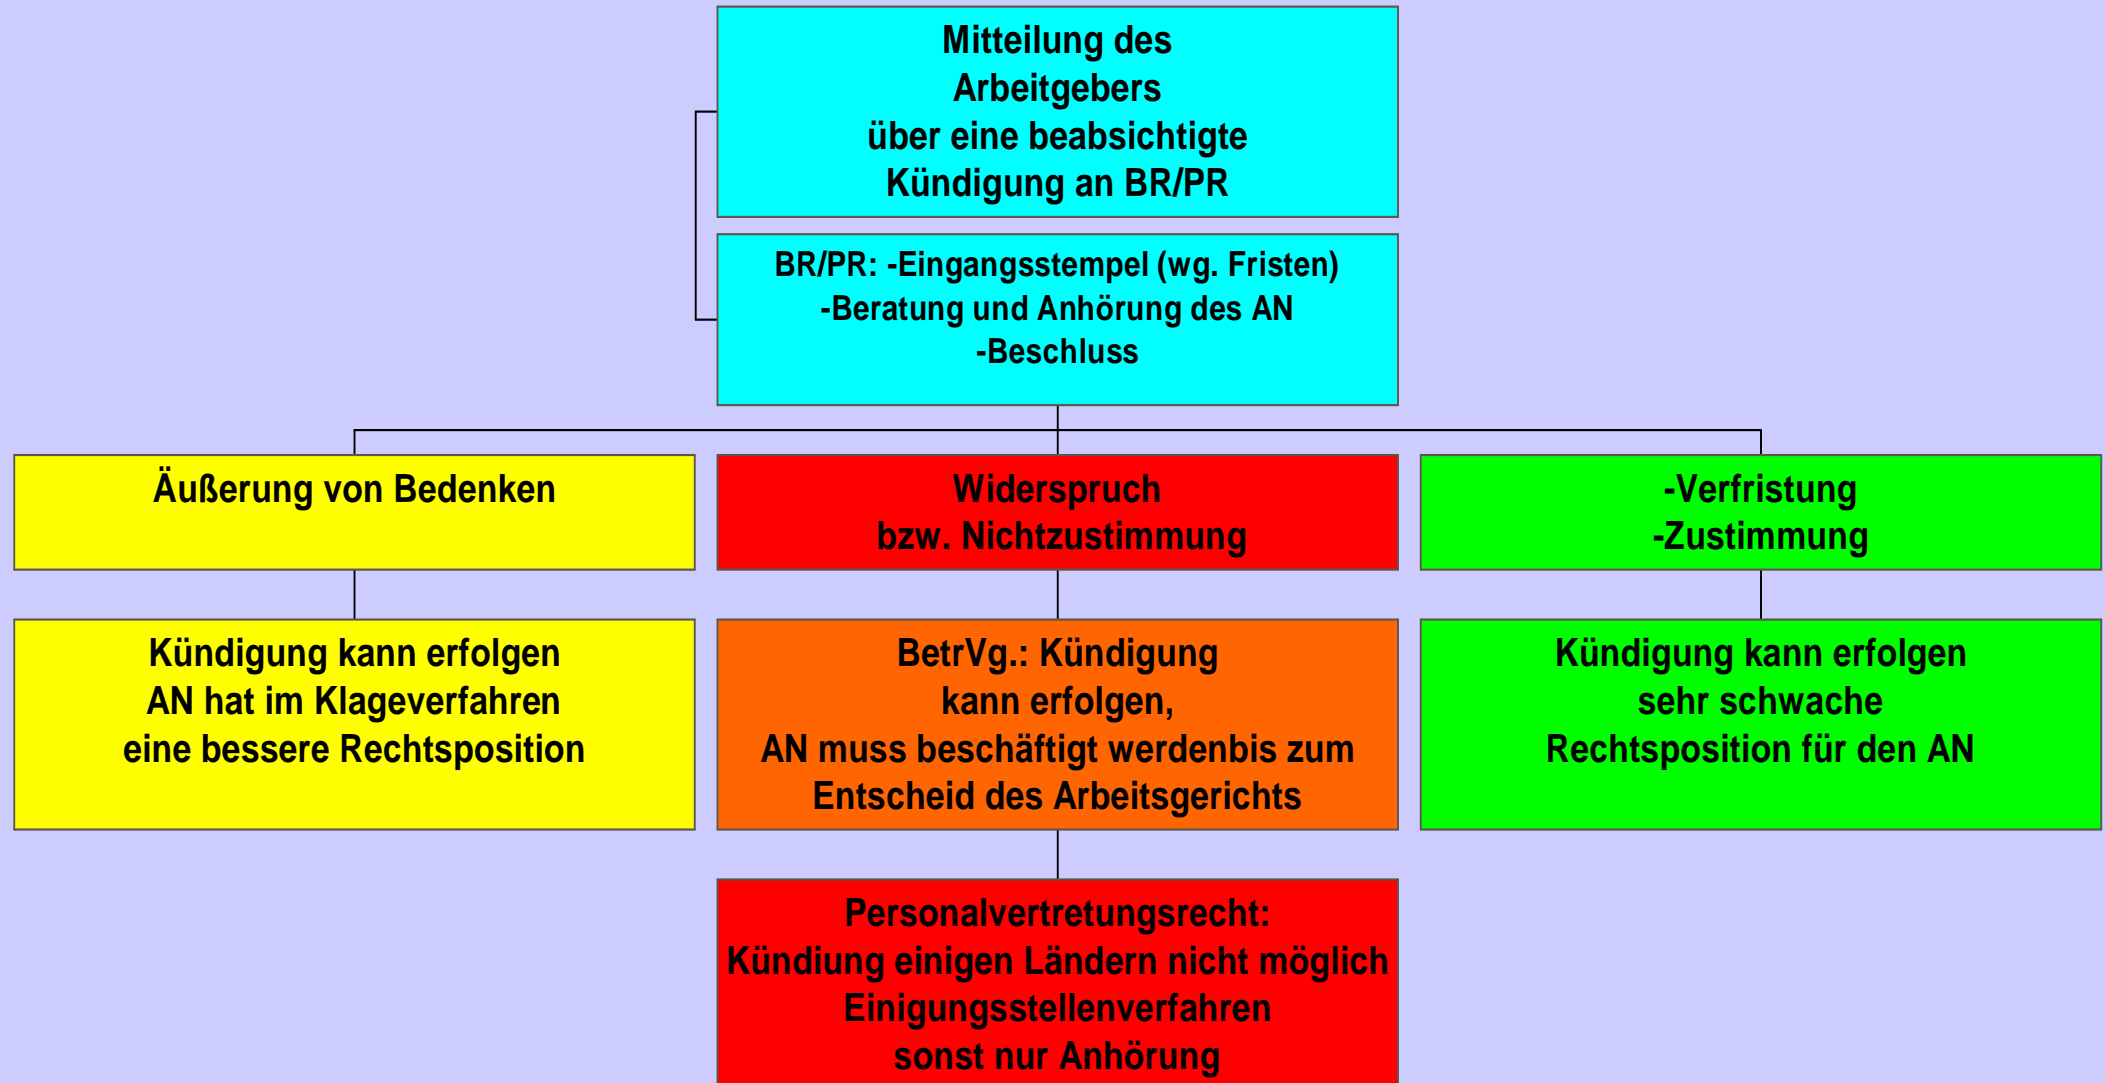 Mitteilung des
Arbeitgebers
über eine beabsichtigte
Kündigung an BR/PR
BR/PR: -Eingangsstempel (wg. Fristen)
-Beratung und Anhörung des AN
-Beschluss
Äußerung von Bedenken
Widerspruch
bzw. Nichtzustimmung
-Verfristung
-Zustimmung
Kündigung kann erfolgen
AN hat im Klageverfahren
eine bessere Rechtsposition
BetrVg.: Kündigung
kann erfolgen,
AN muss beschäftigt werdenbis zum
Entscheid des Arbeitsgerichts
Kündigung kann erfolgen
sehr schwache
Rechtsposition für den AN
Personalvertretungsrecht:
Kündiung einigen Ländern nicht möglich
Einigungsstellenverfahren
sonst nur Anhörung